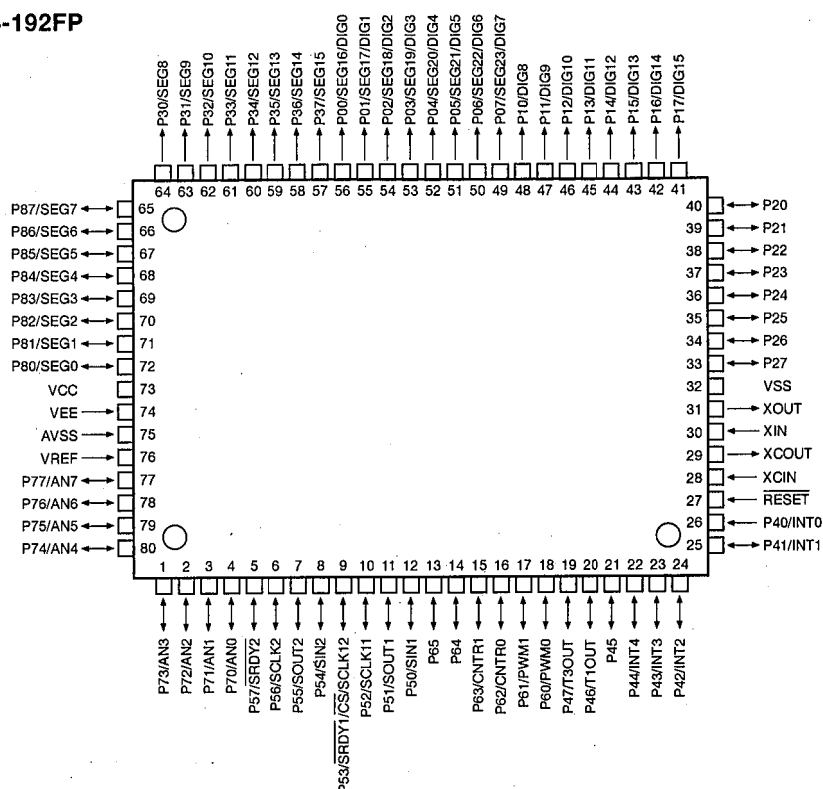 -192FP
P30/SEG8
P31/SEG9
P32/SEG10
P33/SEG11
P34/SEG12
P35/SEG13
P36/SEG14
P37/SEG15
P00/SEG16/DIG0
P01/SEG17/DIG1
P02/SEG18/DIG2
P03/SEG19/DIG3
P04/SEG20/DIG4
P05/SEG21/DIG5
P06/SEG22/DIG6
P07/SEG23/DIG7
P10/DIG8
P11/DIG9
P12/DIG10
P13/DIG11
P14/DIG12
P15/DIG13
P16/DIG14
P17/DIG15
64 63 62 61 60 59 58 57 56 55 54 53 52 51 50 49 48 47 46 45 44 43 42 41
P87/SEG7 65
P86/SEG6 66
P85/SEG5 67
P84/SEG4 68
P83/SEG3 69
P82/SEG2 70
P81/SEG1 71
P80/SEG0 72
VCC 73
VEE 74
AVSS 75
VREF 76
P77/AN7 77
P76/AN6 78
P75/AN5 79
P74/AN4 80
40 P20
39 P21
38 P22
37 P23
36 P24
35 P25
34 P26
33 P27
32 VSS
31 XOUT
30 XIN
29 XCOUT
28 XCIN
27 RESET
26 P40/INT0
25 P41/INT1
1 2 3 4 5 6 7 8 9 10 11 12 13 14 15 16 17 18 19 20 21 22 23 24
P73/AN3
P72/AN2
P71/AN1
P70/AN0
P57/SRDY2
P56/SCLK2
P55/SOUT2
P54/SIN2
P53/SRDY1/CS/SCLK12
P52/SCLK11
P51/SOUT1
P50/SIN1
P65
P64
P63/CNTR1
P62/CNTR0
P61/PWM1
P60/PWM0
P47/T3OUT
P46/T1OUT
P45
P44/INT4
P43/INT3
P42/INT2